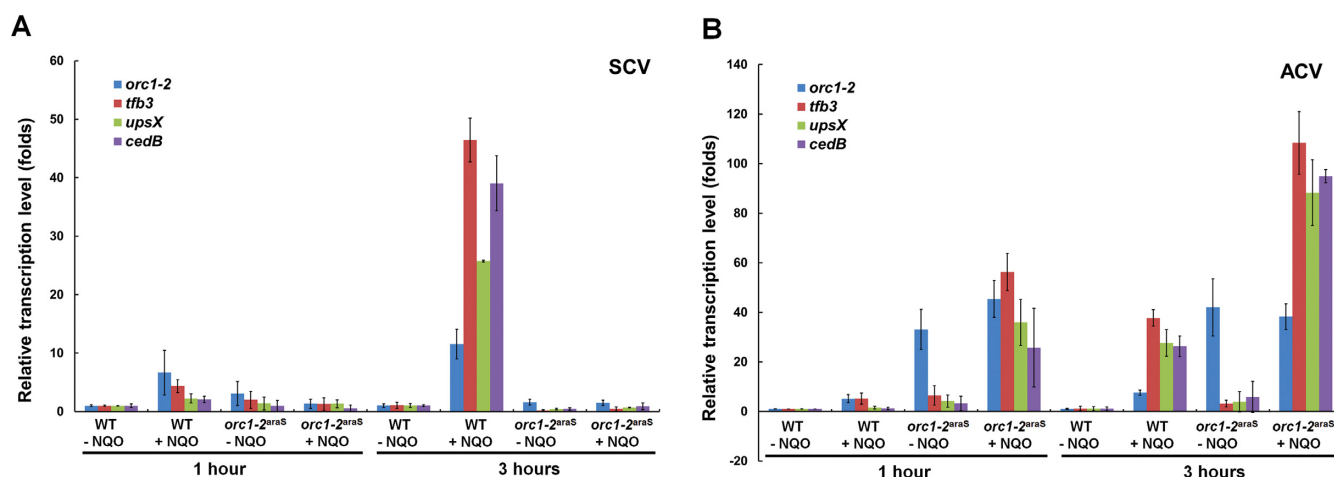 A
SCV
Relative transcription level (folds)
60
50
40
30
20
10
0
orc1-2
tfb3
upsX
cedB
WT - NQO
WT + NQO
orc1-2araS - NQO
orc1-2araS + NQO
WT - NQO
WT + NQO
orc1-2araS - NQO
orc1-2araS + NQO
1 hour
3 hours
B
ACV
Relative transcription level (folds)
140
120
100
80
60
40
20
0
-20
orc1-2
tfb3
upsX
cedB
WT - NQO
WT + NQO
orc1-2araS - NQO
orc1-2araS + NQO
WT - NQO
WT + NQO
orc1-2araS - NQO
orc1-2araS + NQO
1 hour
3 hours